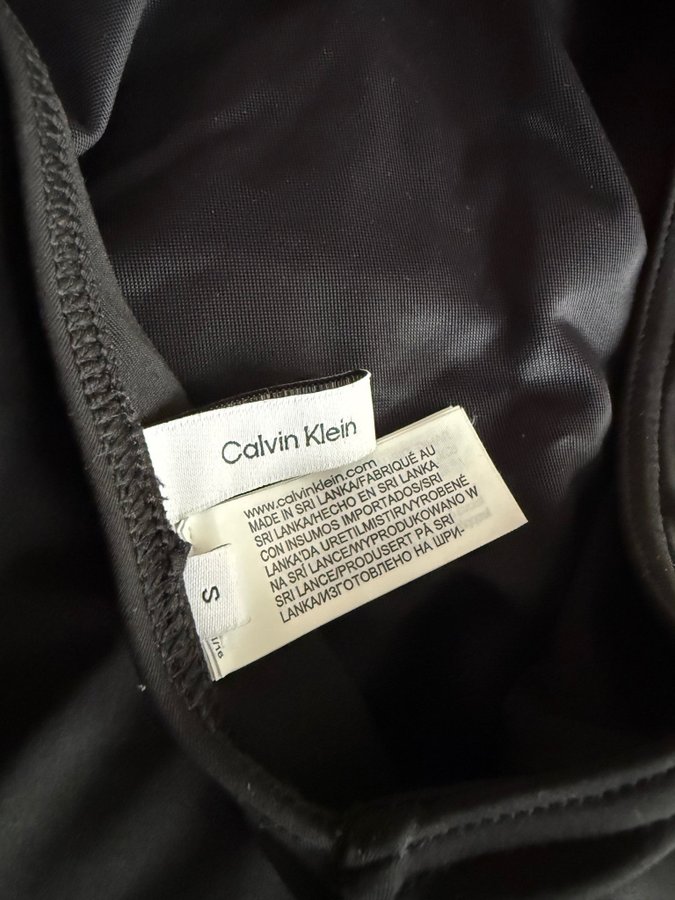 Calvin Klein
www.calvinklein.com
MADE IN SRI LANKA/FABRIQUÉ AU
SRI LANKA/HECHO EN SRI LANKA
CON INSUMOS IMPORTADOS/SRI
LANKA'DA URETILMISTIR/VYROBENÉ
NA SRÍ LANCE/WYPRODUKOWANO W
SRI LANCE/PRODUSERT PÅ SRI
LANKA/ИЗГОТОВЛЕНО НА ШРИ-
S
/16